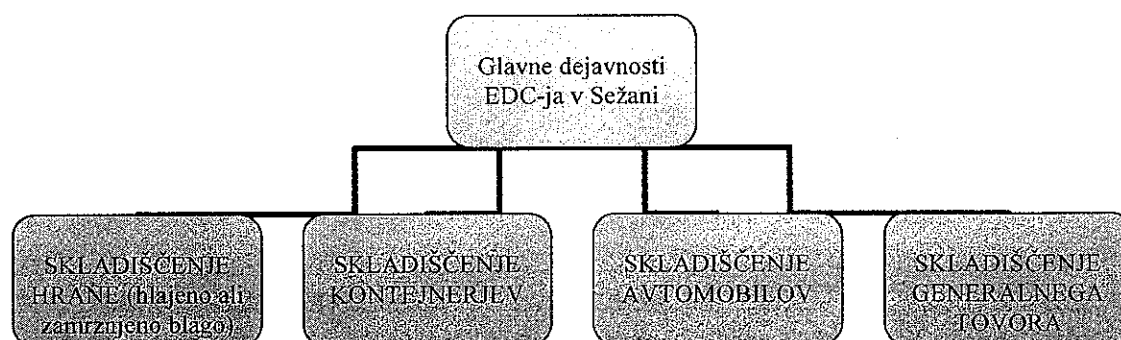 Glavne dejavnosti
EDC-ja v Sežani
SKLADIŠČENJE
HRANE (hlajeno ali
zamrznjeno blago)
SKLADIŠČENJE
KONTEJNERJEV
SKLADIŠČENJE
AVTOMOBILOV
SKLADIŠČENJE
GENERALNEGA
TOVORA